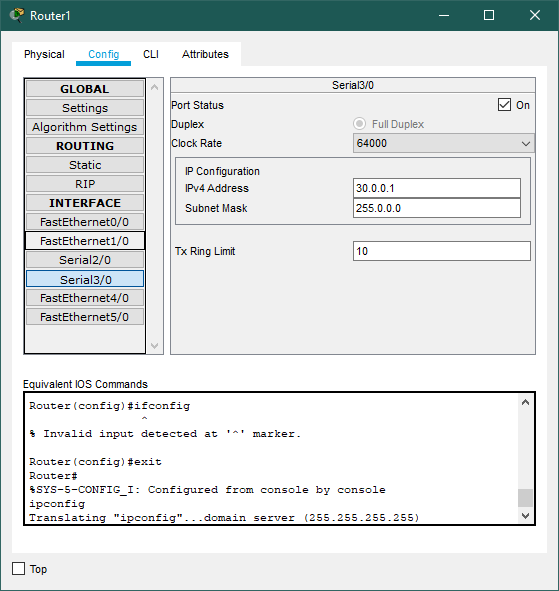 Router1
Physical Config CLI Attributes
GLOBAL
Settings
Algorithm Settings
ROUTING
Static
RIP
INTERFACE
FastEthernet0/0
FastEthernet1/0
Serial2/0
Serial3/0
FastEthernet4/0
FastEthernet5/0
Serial3/0
Port Status On
Duplex Full Duplex
Clock Rate 64000
IP Configuration
IPv4 Address 30.0.0.1
Subnet Mask 255.0.0.0
Tx Ring Limit 10
Equivalent IOS Commands
Router(config)#ifconfig
^
% Invalid input detected at '^' marker.
Router(config)#exit
Router#
%SYS-5-CONFIG_I: Configured from console by console
ipconfig
Translating "ipconfig"...domain server (255.255.255.255)
Top